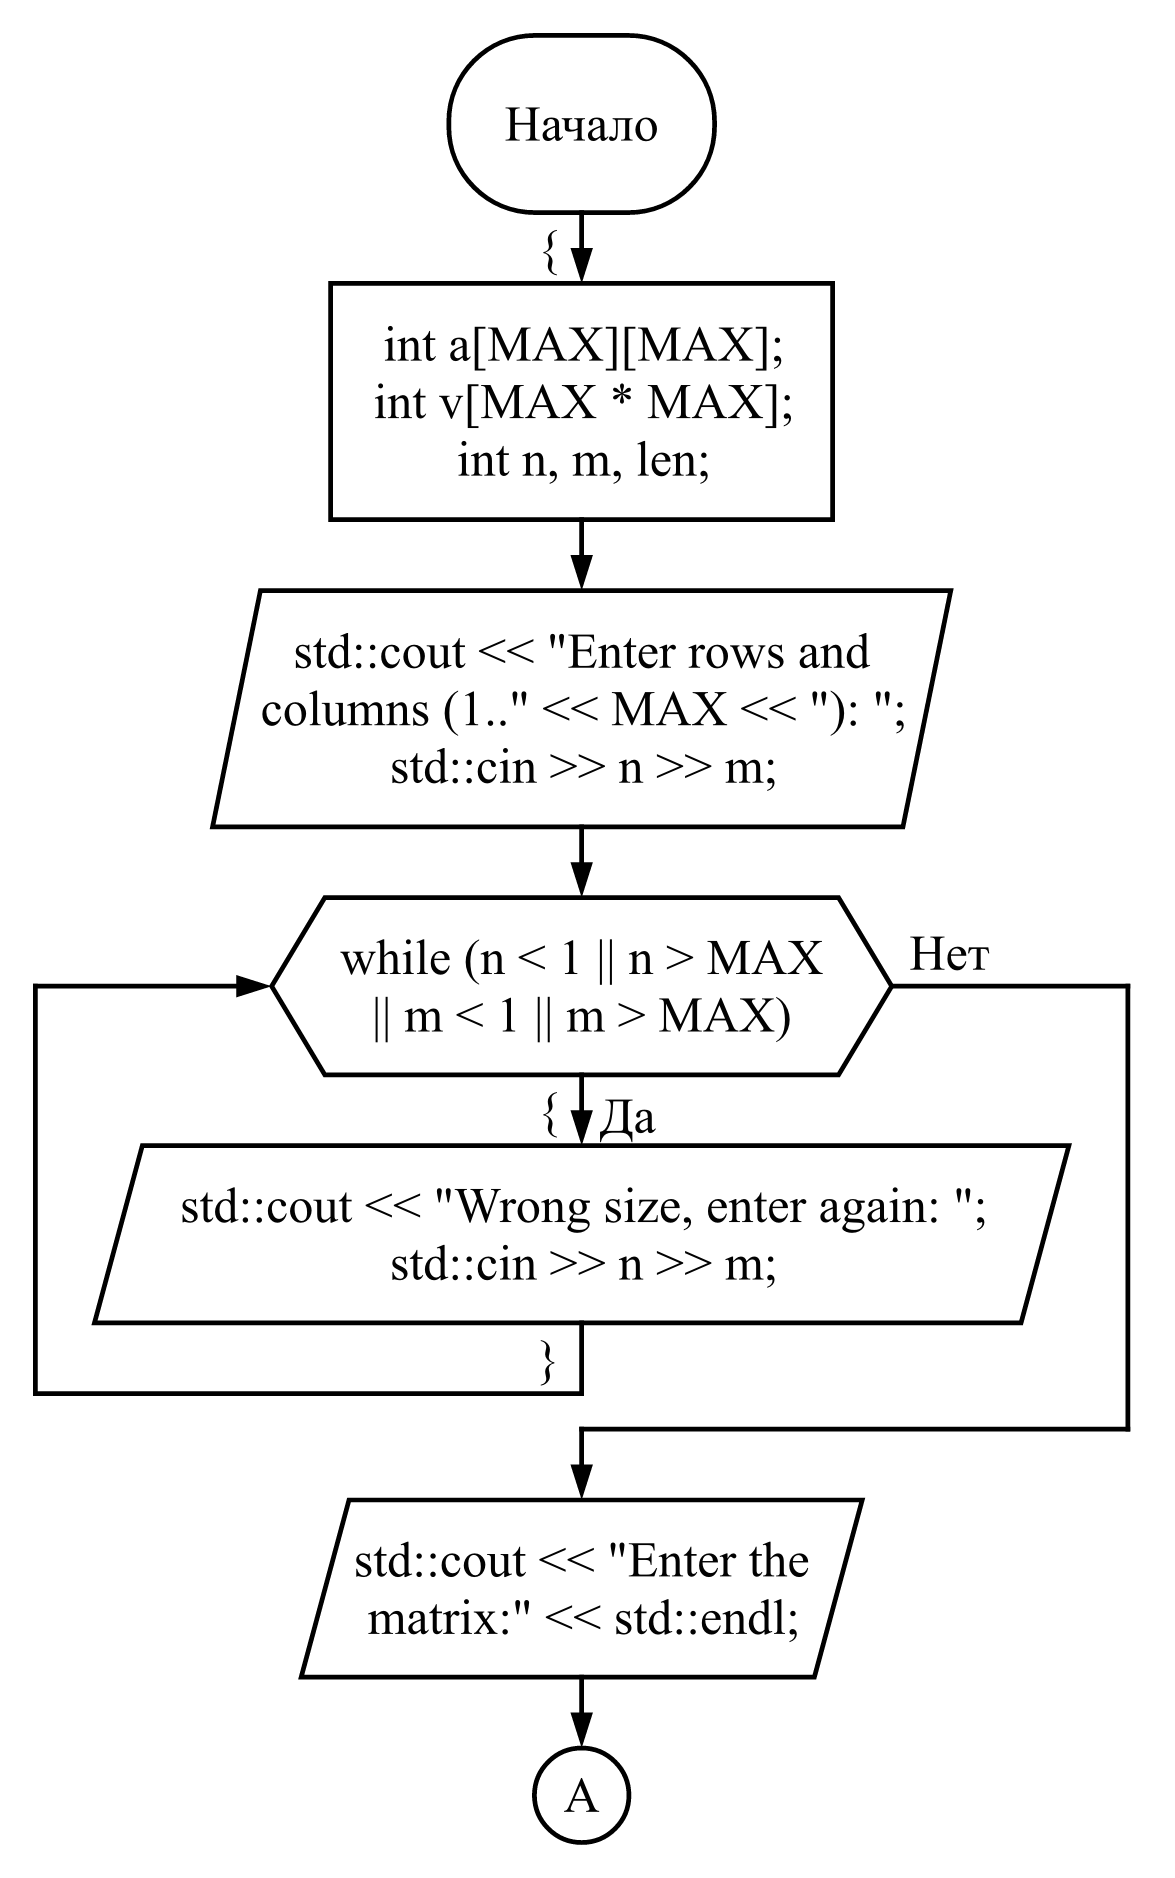 Начало
{
int a[MAX][MAX];
int v[MAX * MAX];
int n, m, len;
std::cout << "Enter rows and
columns (1.." << MAX << "): ";
std::cin >> n >> m;
while (n < 1 || n > MAX
|| m < 1 || m > MAX)
Нет
{
Да
std::cout << "Wrong size, enter again: ";
std::cin >> n >> m;
}
std::cout << "Enter the
matrix:" << std::endl;
A